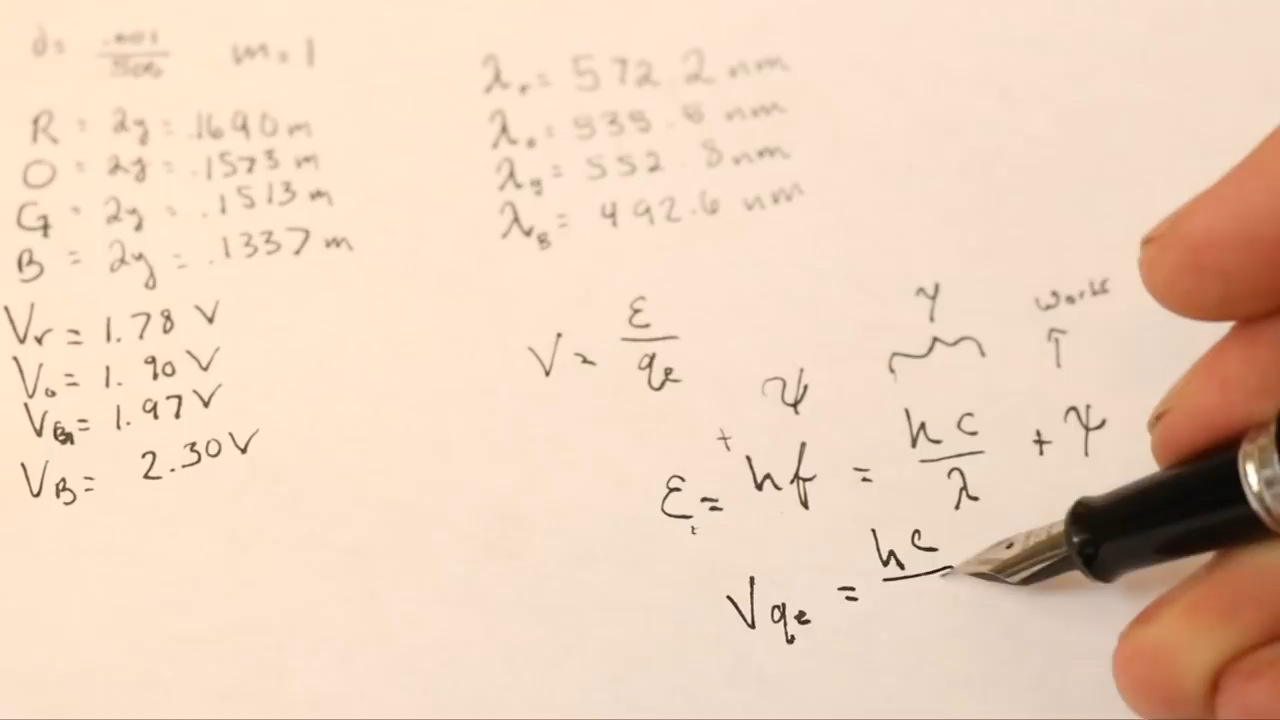 d = .001/500 m = 1
R = 2y = .1690 m
O = 2y = .1573 m
G = 2y = .1513 m
B = 2y = .1337 m
λr = 572.2 nm
λo = 535.5 nm
λg = 552.8 nm
λB = 492.6 nm
Vr = 1.78 V
Vo = 1.90 V
VG = 1.97 V
VB = 2.30 V
V = ε/qe
γ work
ψ ↑
ε = hf = hc/λ + ψ
Vqe = hc